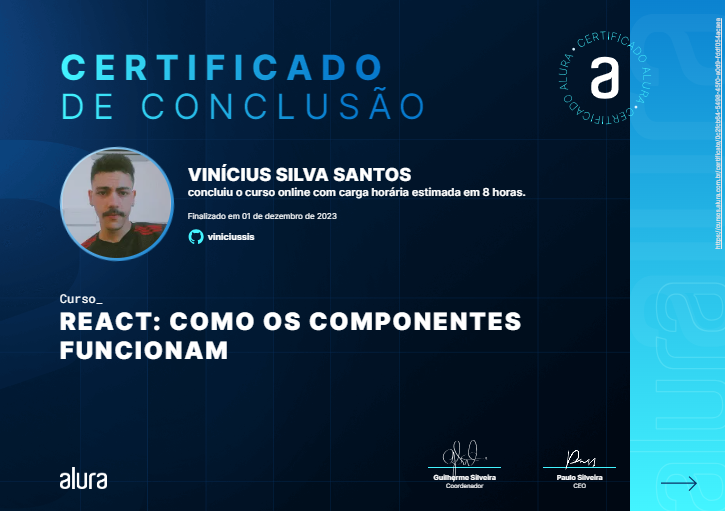 CERTIFICADO
DE CONCLUSÃO
CERTIFICADO ALURA • CERTIFICADO ALURA •
a
VINÍCIUS SILVA SANTOS
concluiu o curso online com carga horária estimada em 8 horas.
Finalizado em 01 de dezembro de 2023
viniciussis
Curso_
REACT: COMO OS COMPONENTES
FUNCIONAM
alura
Guilherme Silveira
Coordenador
Paulo Silveira
CEO
alura